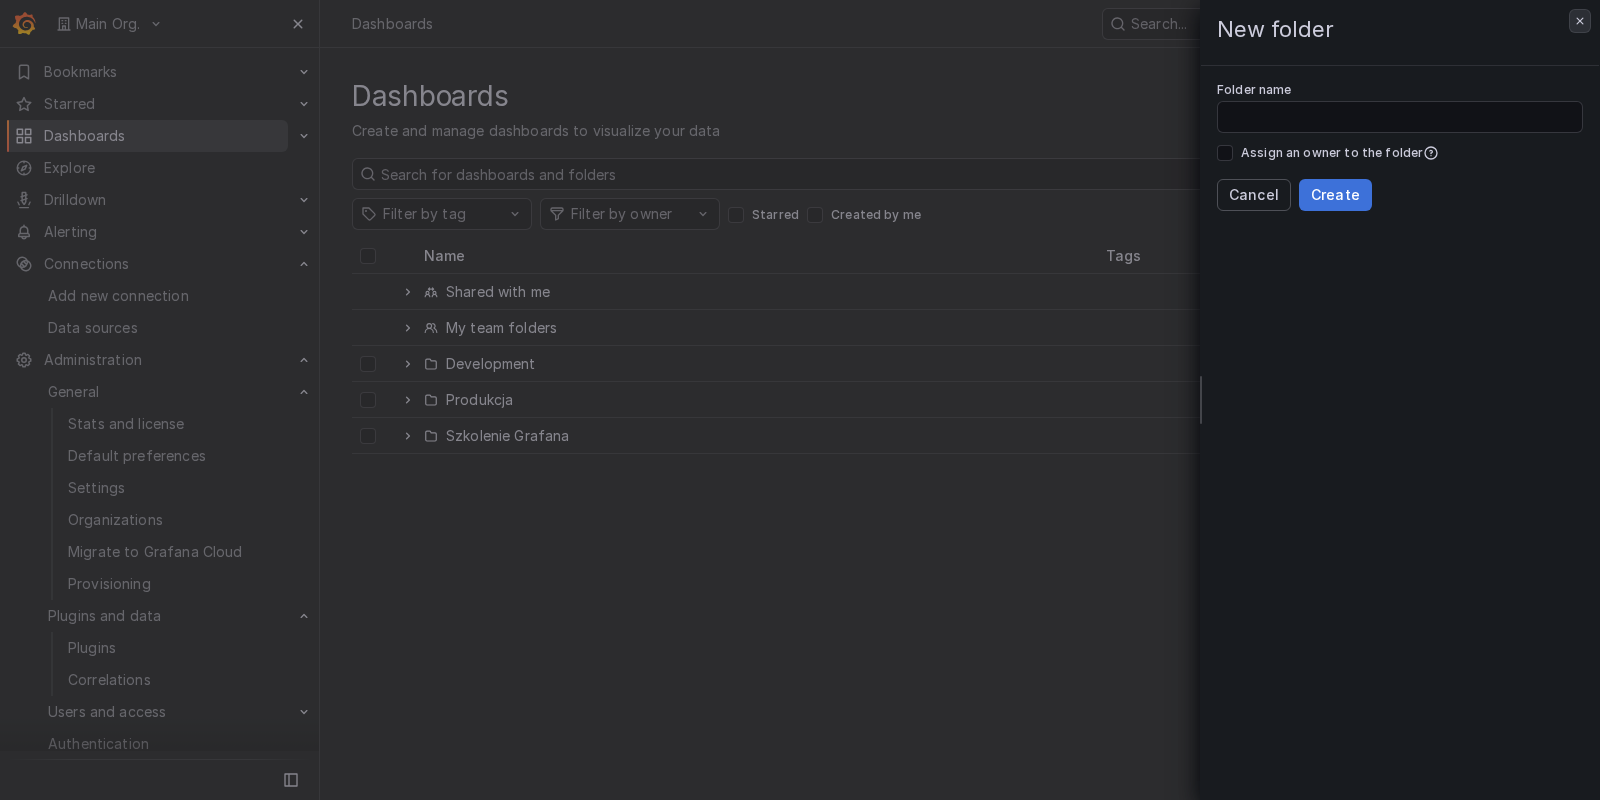 Main Org.
Bookmarks
Starred
Dashboards
Explore
Drilldown
Alerting
Connections
Add new connection
Data sources
Administration
General
Stats and license
Default preferences
Settings
Organizations
Migrate to Grafana Cloud
Provisioning
Plugins and data
Plugins
Correlations
Users and access
Authentication
Dashboards
Search...
Dashboards
Create and manage dashboards to visualize your data
Search for dashboards and folders
Filter by tag
Filter by owner
Starred
Created by me
Name
Tags
Shared with me
My team folders
Development
Produkcja
Szkolenie Grafana
New folder
Folder name
Assign an owner to the folder
Cancel
Create